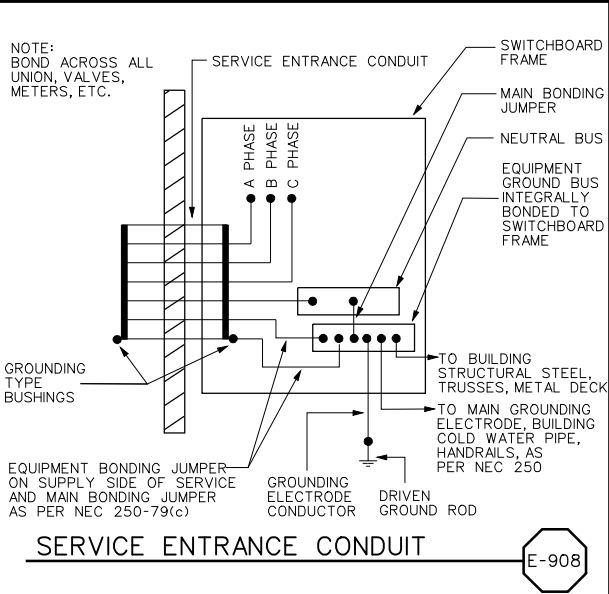 NOTE:
BOND ACROSS ALL
UNION, VALVES,
METERS, ETC.
SERVICE ENTRANCE CONDUIT
SWITCHBOARD
FRAME
MAIN BONDING
JUMPER
NEUTRAL BUS
EQUIPMENT
GROUND BUS
INTEGRALLY
BONDED TO
SWITCHBOARD
FRAME
A PHASE
B PHASE
C PHASE
GROUNDING
TYPE
BUSHINGS
TO BUILDING
STRUCTURAL STEEL,
TRUSSES, METAL DECK
TO MAIN GROUNDING
ELECTRODE, BUILDING
COLD WATER PIPE,
HANDRAILS, AS
PER NEC 250
EQUIPMENT BONDING JUMPER
ON SUPPLY SIDE OF SERVICE
AND MAIN BONDING JUMPER
AS PER NEC 250-79(c)
GROUNDING
ELECTRODE
CONDUCTOR
DRIVEN
GROUND ROD
SERVICE ENTRANCE CONDUIT
E-908